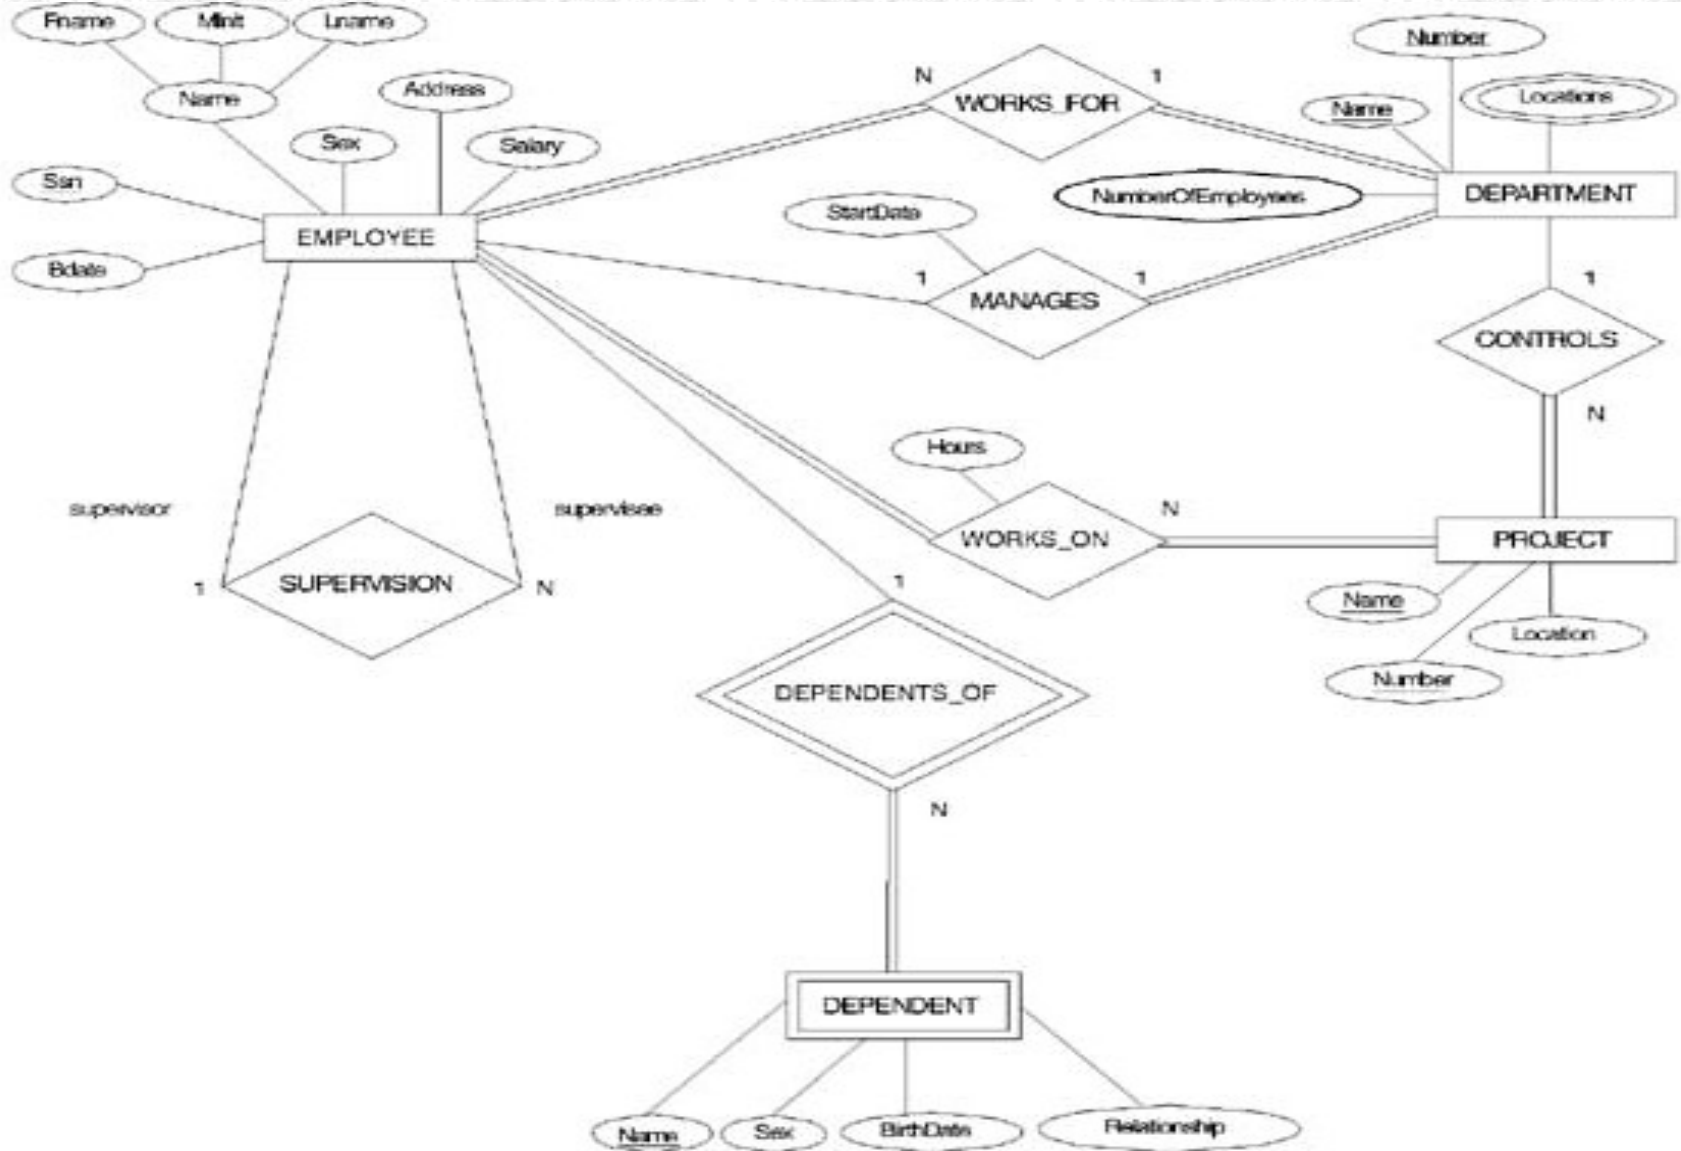 Fname
Minit
Lname
Number
Name
Address
N
WORKS_FOR
1
Locations
Name
Sex
Salary
Ssn
NumberOfEmployees
DEPARTMENT
StartDate
EMPLOYEE
Bdate
1
MANAGES
1
1
CONTROLS
N
Hours
supervisor
supervisee
N
WORKS_ON
PROJECT
1
SUPERVISION
N
1
Name
Location
Number
DEPENDENTS_OF
N
DEPENDENT
Name
Sex
BirthDate
Relationship